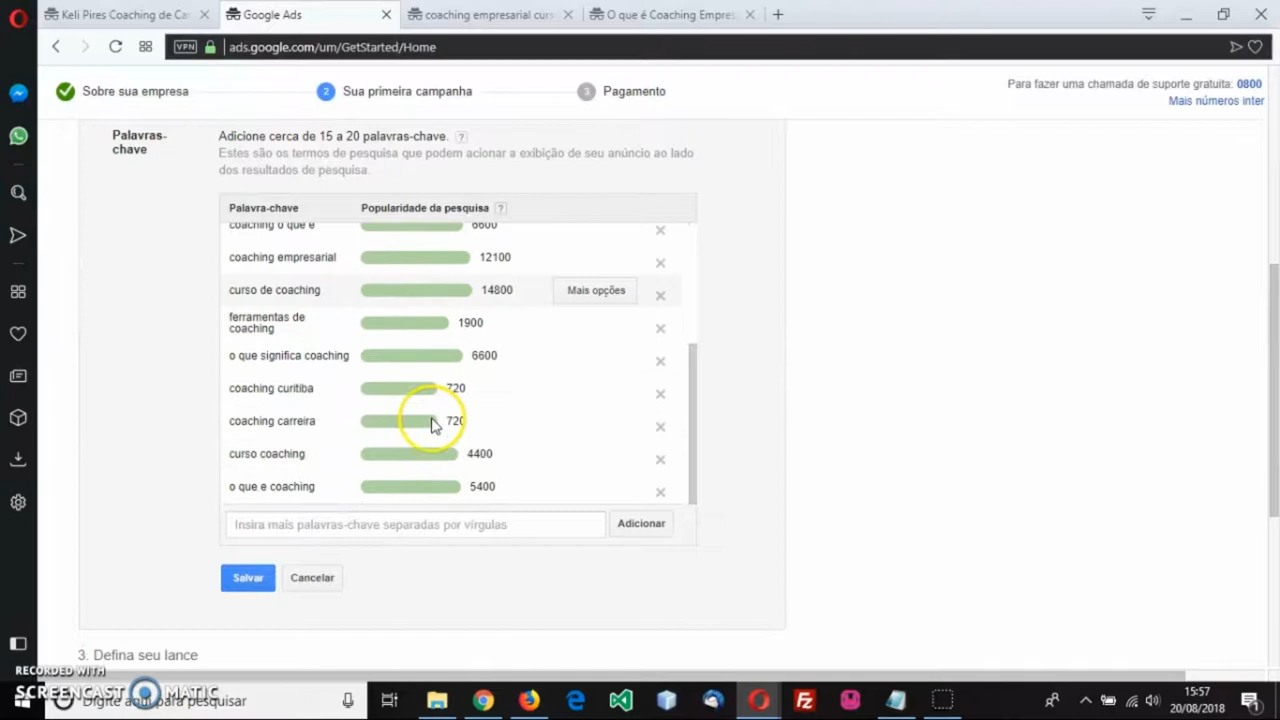 Keli Pires Coaching de Car
Google Ads
coaching empresarial curs
O que é Coaching Empres
VPN
ads.google.com/um/GetStarted/Home
Sobre sua empresa
2
Sua primeira campanha
3
Pagamento
Para fazer uma chamada de suporte gratuita: 0800
Mais números inter
Palavras-
chave
Adicione cerca de 15 a 20 palavras-chave. ?
Estes são os termos de pesquisa que podem acionar a exibição de seu anúncio ao lado
dos resultados de pesquisa.
Palavra-chave
Popularidade da pesquisa ?
coaching o que é
6600
coaching empresarial
12100
curso de coaching
14800
Mais opções
ferramentas de
coaching
1900
o que significa coaching
6600
coaching curitiba
720
coaching carreira
720
curso coaching
4400
o que e coaching
5400
Insira mais palavras-chave separadas por vírgulas
Adicionar
Salvar
Cancelar
3. Defina seu lance
RECORDED WITH
SCREENCAST MATIC
Digite aqui para pesquisar
15:57
20/08/2018
1